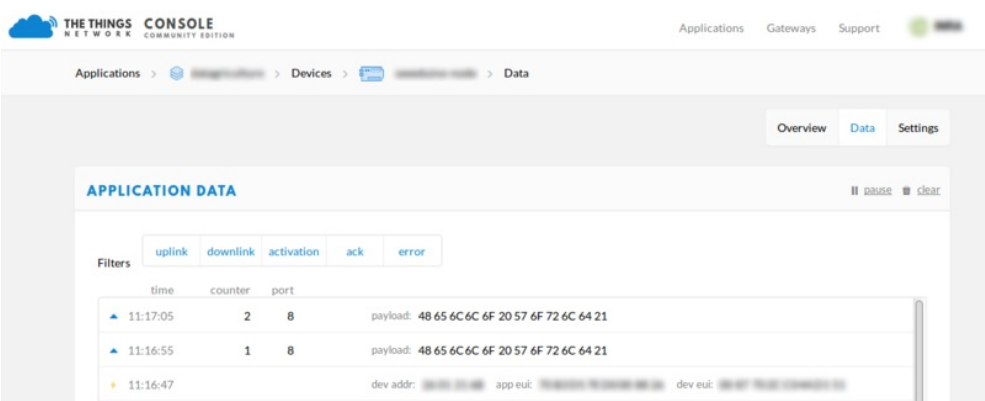 THE THINGS CONSOLE
NETWORK COMMUNITY EDITION
Applications Gateways Support
Applications > > Devices > > Data
Overview Data Settings
APPLICATION DATA
pause clear
Filters uplink downlink activation ack error
time counter port
11:17:05 2 8 payload: 48 65 6C 6C 6F 20 57 6F 72 6C 64 21
11:16:55 1 8 payload: 48 65 6C 6C 6F 20 57 6F 72 6C 64 21
11:16:47 dev addr: app eui: dev eui: